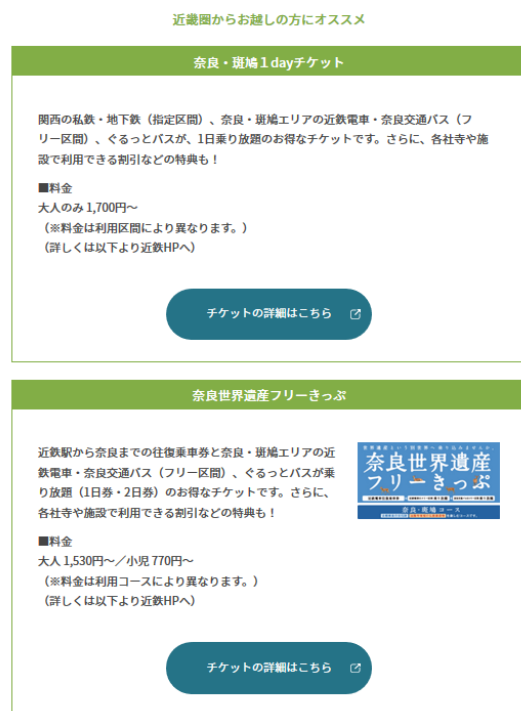 近畿圏からお越しの方にオススメ
奈良・斑鳩１dayチケット
関西の私鉄・地下鉄（指定区間）、奈良・斑鳩エリアの近鉄電車・奈良交通バス（フ
リー区間）、ぐるっとバスが、1日乗り放題のお得なチケットです。さらに、各社寺や施
設で利用できる割引などの特典も！
■料金
大人のみ 1,700円～
（※料金は利用区間により異なります。）
（詳しくは以下より近鉄HPへ）
チケットの詳細はこちら
奈良世界遺産フリーきっぷ
近鉄駅から奈良までの往復乗車券と奈良・斑鳩エリアの近
鉄電車・奈良交通バス（フリー区間）、ぐるっとバスが乗
り放題（1日券・2日券）のお得なチケットです。さらに、
各社寺や施設で利用できる割引などの特典も！
奈良世界遺産
フリーきっぷ
奈良・斑鳩コース
■料金
大人 1,530円～／小児 770円～
（※料金は利用コースにより異なります。）
（詳しくは以下より近鉄HPへ）
チケットの詳細はこちら